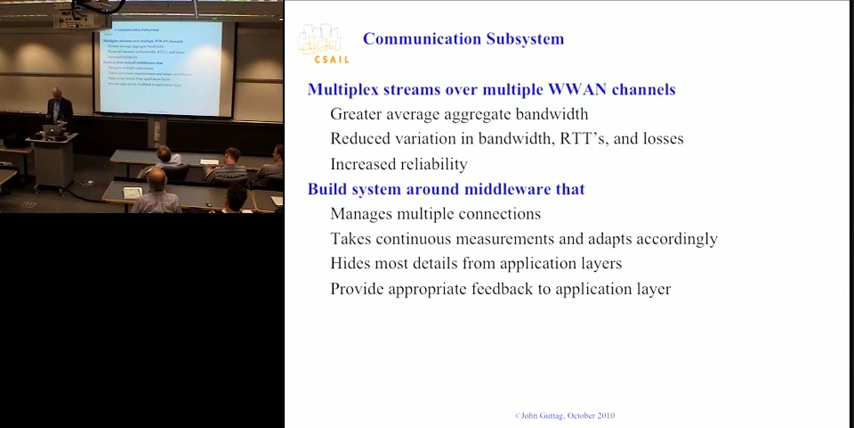 Communication Subsystem
CSAIL
Multiplex streams over multiple WWAN channels
Greater average aggregate bandwidth
Reduced variation in bandwidth, RTT's, and losses
Increased reliability
Build system around middleware that
Manages multiple connections
Takes continuous measurements and adapts accordingly
Hides most details from application layers
Provide appropriate feedback to application layer
©John Guttag, October 2010